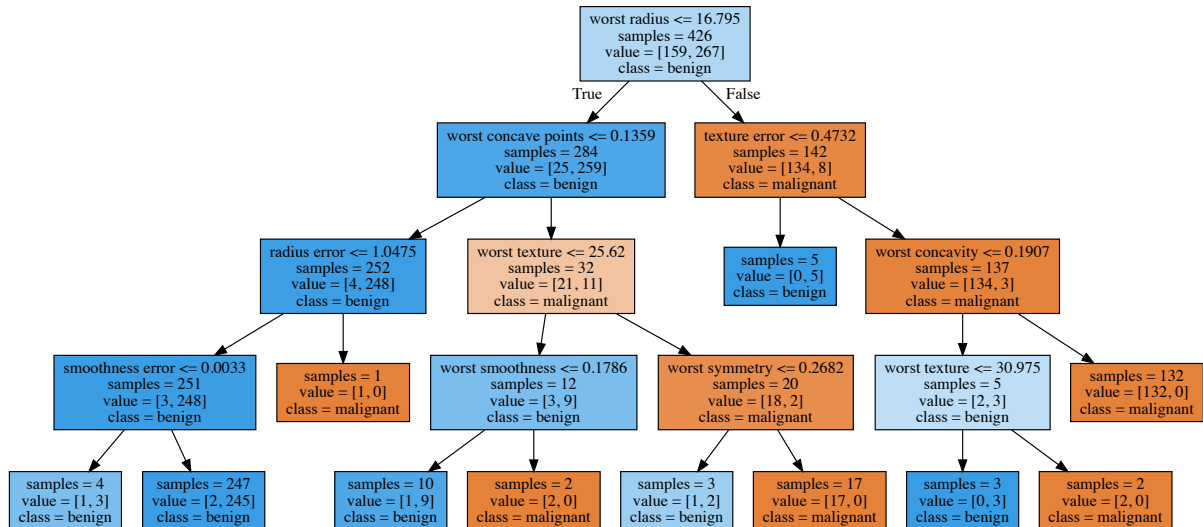 worst radius <= 16.795
samples = 426
value = [159, 267]
class = benign
True
False
worst concave points <= 0.1359
samples = 284
value = [25, 259]
class = benign
texture error <= 0.4732
samples = 142
value = [134, 8]
class = malignant
radius error <= 1.0475
samples = 252
value = [4, 248]
class = benign
worst texture <= 25.62
samples = 32
value = [21, 11]
class = malignant
samples = 5
value = [0, 5]
class = benign
worst concavity <= 0.1907
samples = 137
value = [134, 3]
class = malignant
smoothness error <= 0.0033
samples = 251
value = [3, 248]
class = benign
samples = 1
value = [1, 0]
class = malignant
worst smoothness <= 0.1786
samples = 12
value = [3, 9]
class = benign
worst symmetry <= 0.2682
samples = 20
value = [18, 2]
class = malignant
worst texture <= 30.975
samples = 5
value = [2, 3]
class = benign
samples = 132
value = [132, 0]
class = malignant
samples = 4
value = [1, 3]
class = benign
samples = 247
value = [2, 245]
class = benign
samples = 10
value = [1, 9]
class = benign
samples = 2
value = [2, 0]
class = malignant
samples = 3
value = [1, 2]
class = benign
samples = 17
value = [17, 0]
class = malignant
samples = 3
value = [0, 3]
class = benign
samples = 2
value = [2, 0]
class = malignant